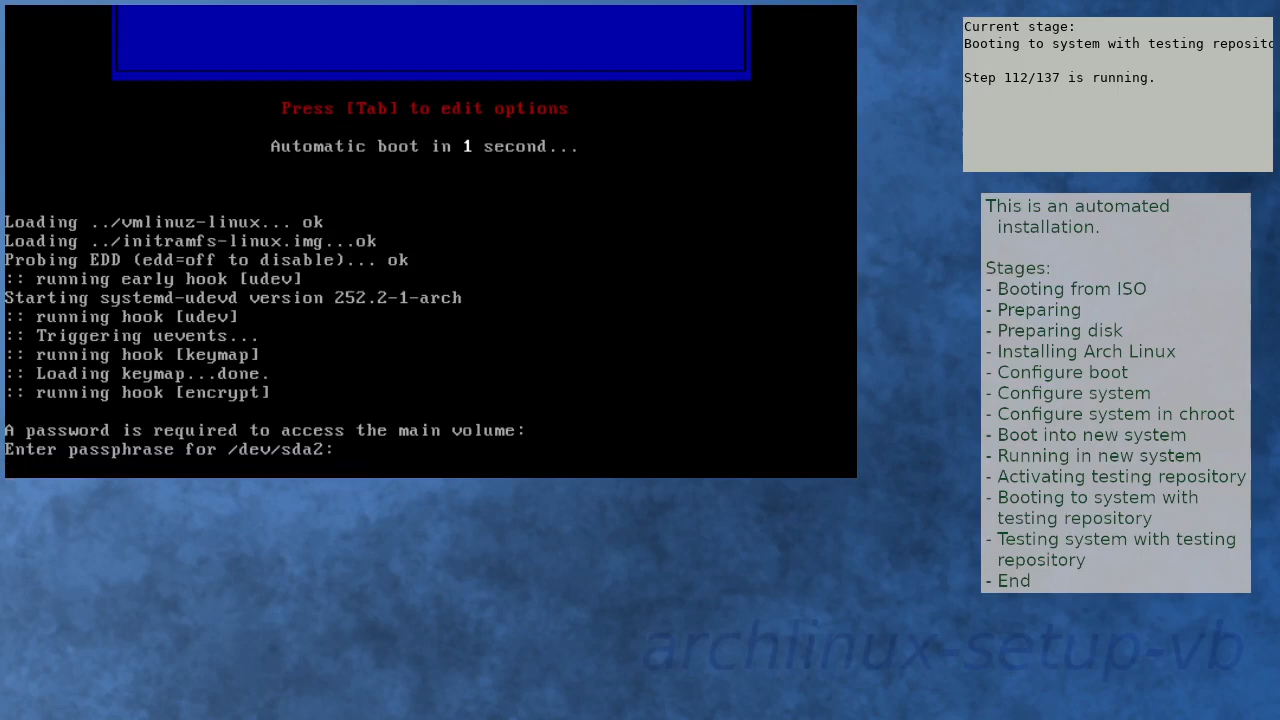 Press [Tab] to edit options
Automatic boot in 1 second...
Loading ../vmlinuz-linux... ok
Loading ../initramfs-linux.img...ok
Probing EDD (edd=off to disable)... ok
:: running early hook [udev]
Starting systemd-udevd version 252.2-1-arch
:: running hook [udev]
:: Triggering uevents...
:: running hook [keymap]
:: Loading keymap...done.
:: running hook [encrypt]
A password is required to access the main volume:
Enter passphrase for /dev/sda2:
Current stage:
Booting to system with testing reposito
Step 112/137 is running.
This is an automated
installation.
Stages:
- Booting from ISO
- Preparing
- Preparing disk
- Installing Arch Linux
- Configure boot
- Configure system
- Configure system in chroot
- Boot into new system
- Running in new system
- Activating testing repository
- Booting to system with
testing repository
- Testing system with testing
repository
- End
archlinux-setup-vb